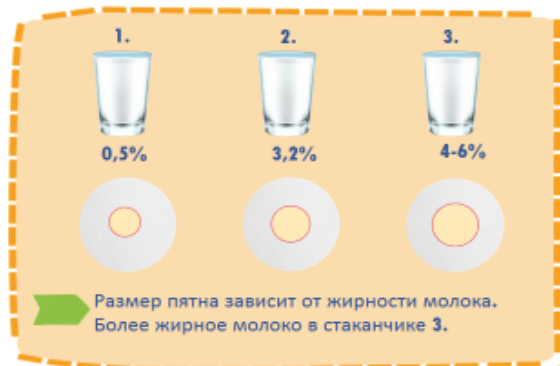 1. 2. 3.
0,5% 3,2% 4-6%
Размер пятна зависит от жирности молока.
Более жирное молоко в стаканчике 3.